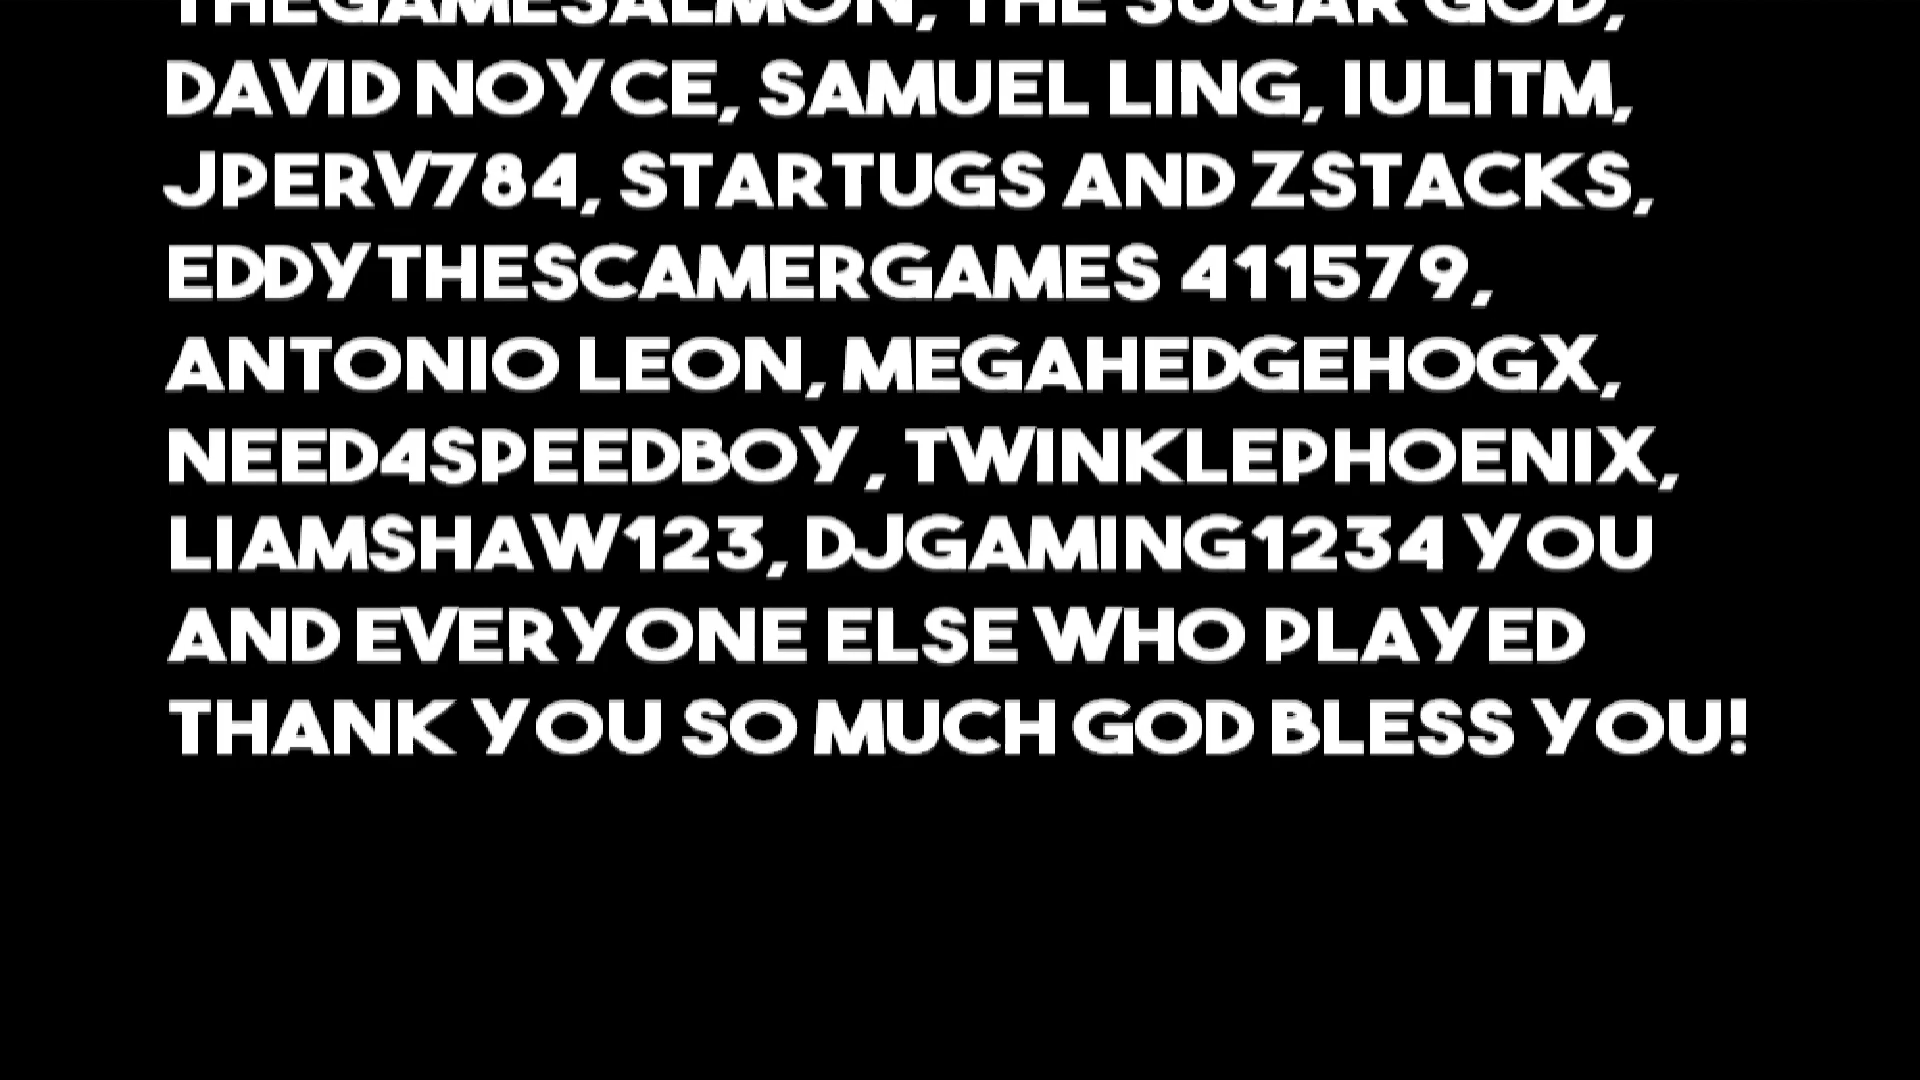 THEGAMESALMON, THE SUGAR GOD,
DAVID NOYCE, SAMUEL LING, IULITM,
JPERV784, STARTUGS AND ZSTACKS,
EDDYTHESCAMERGAMES 411579,
ANTONIO LEON, MEGAHEDGEHOGX,
NEED4SPEEDBOY, TWINKLEPHOENIX,
LIAMSHAW123, DJGAMING1234 YOU
AND EVERYONE ELSE WHO PLAYED
THANK YOU SO MUCH GOD BLESS YOU!